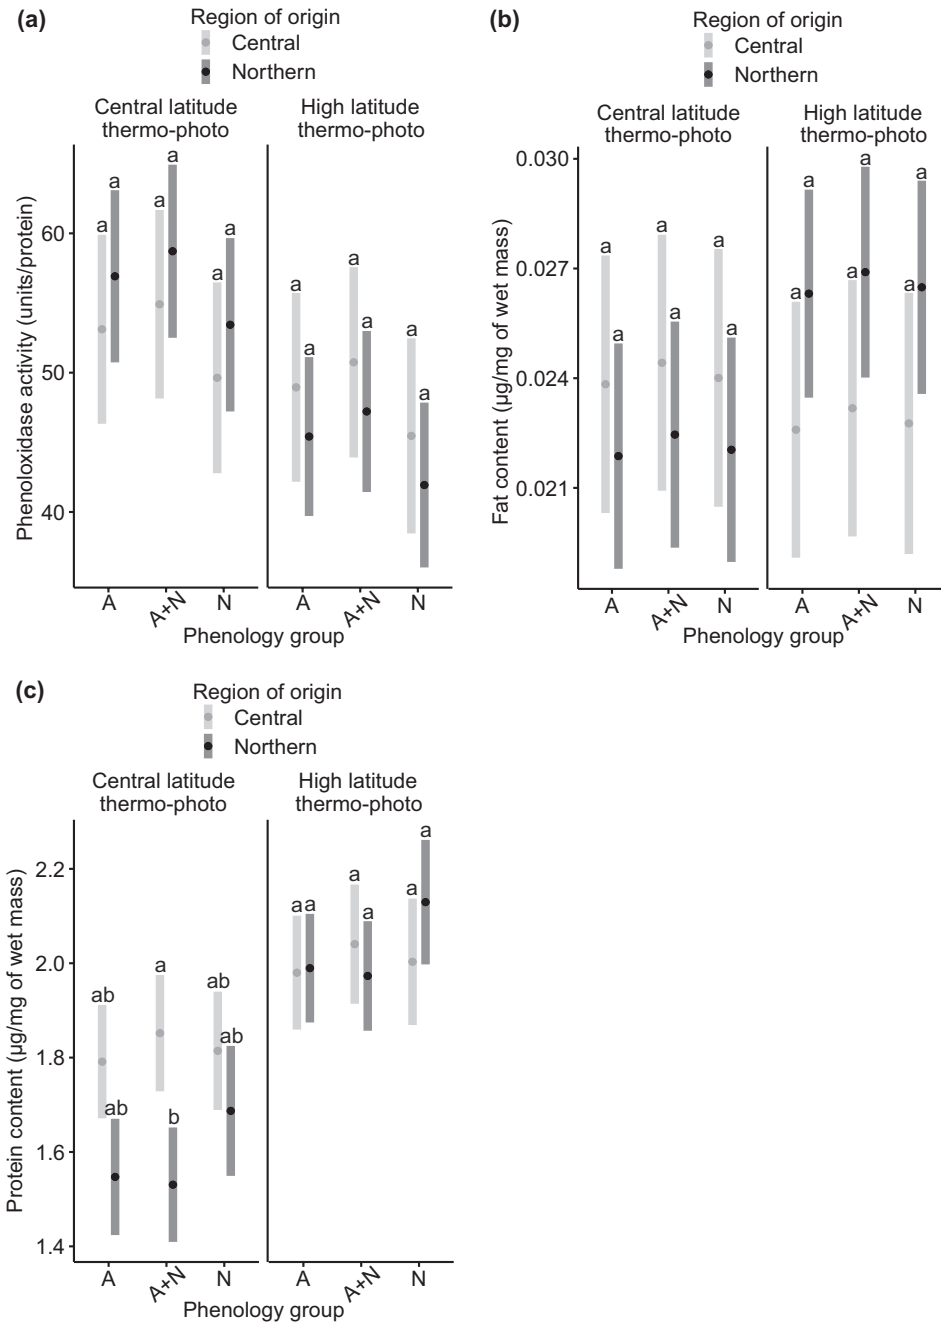 (a)
Region of origin
Central
Northern
Central latitude
thermo-photo
High latitude
thermo-photo
Phenoloxidase activity (units/protein)
60
50
40
a a a a a a
a a a a a a
A A+N N A A+N N
Phenology group
(b)
Region of origin
Central
Northern
Central latitude
thermo-photo
High latitude
thermo-photo
Fat content (µg/mg of wet mass)
0.030
0.027
0.024
0.021
a a a a a a
a a a a a a
A A+N N A A+N N
Phenology group
(c)
Region of origin
Central
Northern
Central latitude
thermo-photo
High latitude
thermo-photo
Protein content (µg/mg of wet mass)
2.2
2.0
1.8
1.6
1.4
ab ab a b ab ab
a a a a a a
A A+N N A A+N N
Phenology group